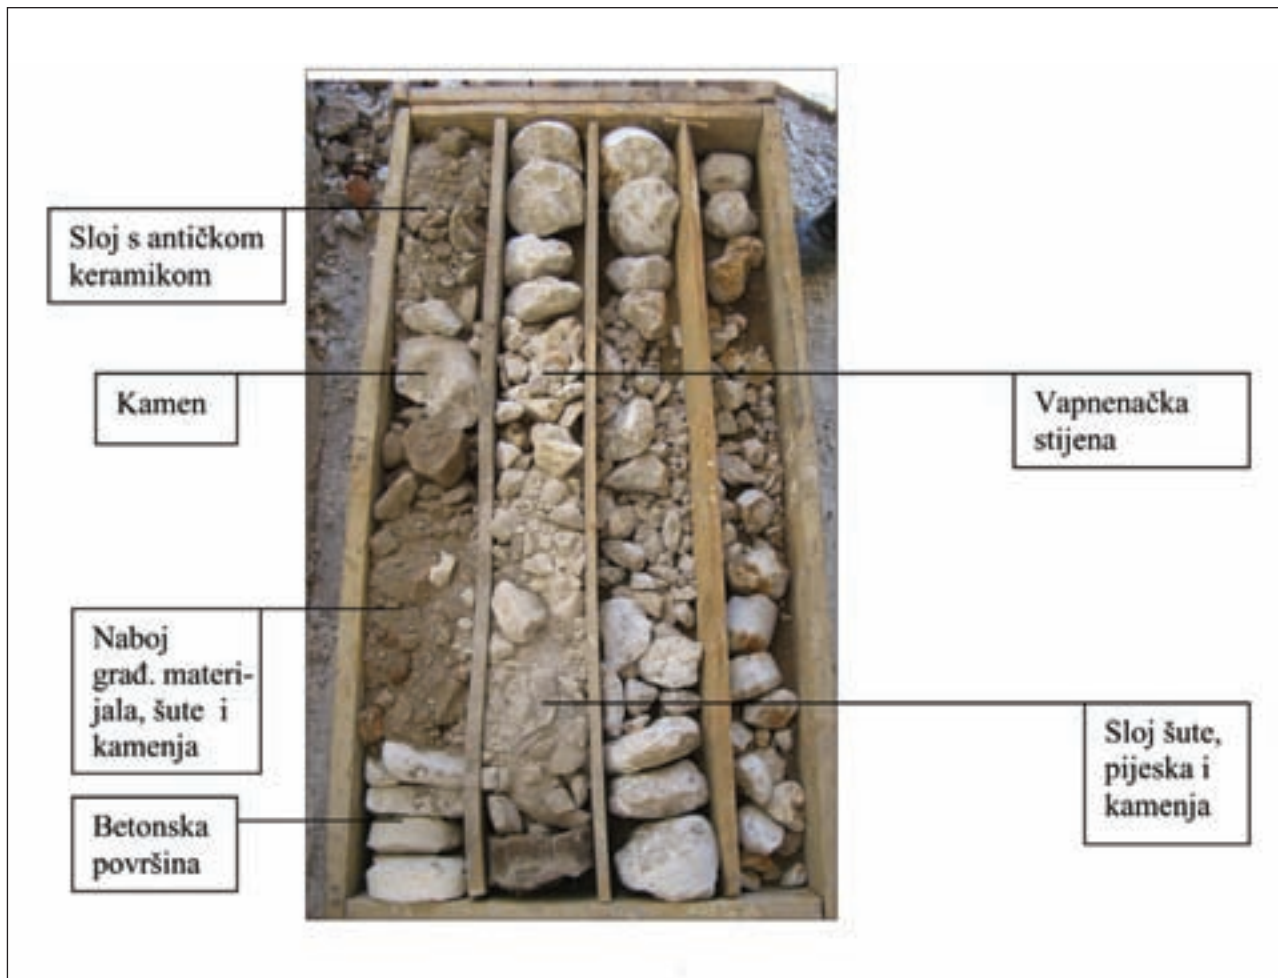 Sloj s antičkom
keramikom
Kamen
Naboj
građ. materi-
jala, šute i
kamenja
Betonska
površina
Vapnenačka
stijena
Sloj šute,
pijeska i
kamenja